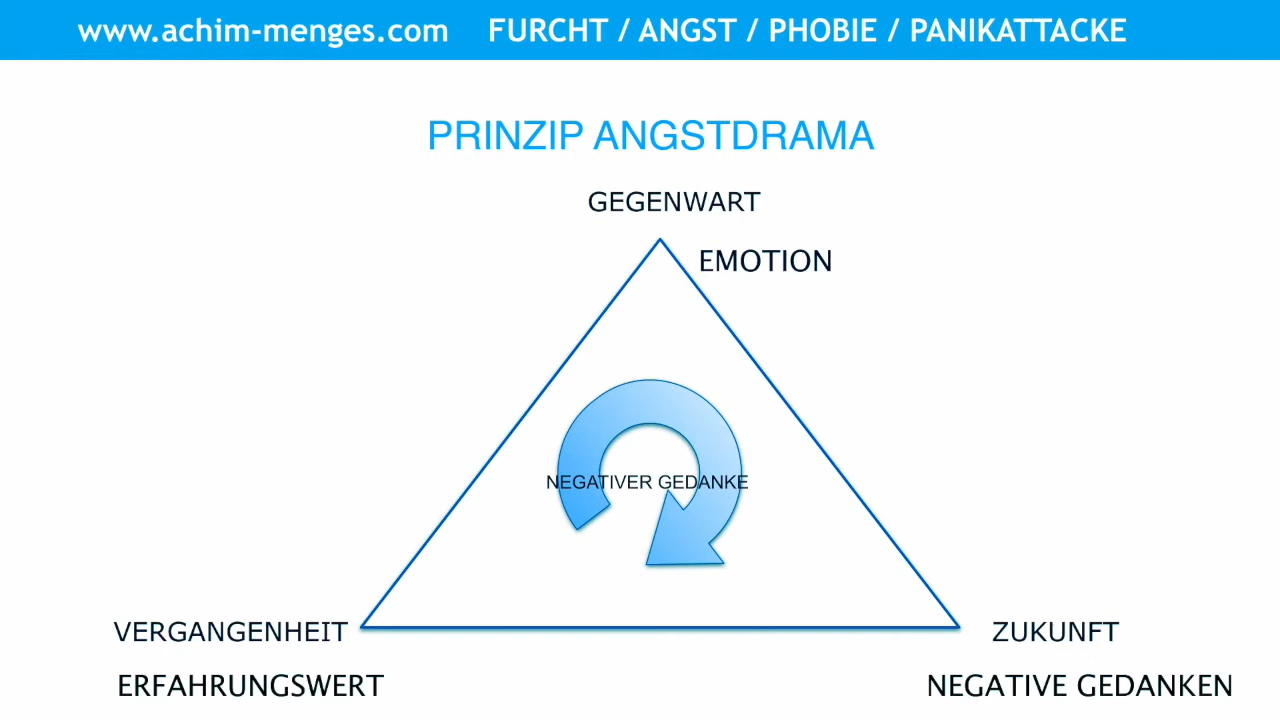 www.achim-menges.com FURCHT / ANGST / PHOBIE / PANIKATTACKE
PRINZIP ANGSTDRAMA
GEGENWART
EMOTION
NEGATIVER GEDANKE
VERGANGENHEIT
ZUKUNFT
ERFAHRUNGSWERT
NEGATIVE GEDANKEN